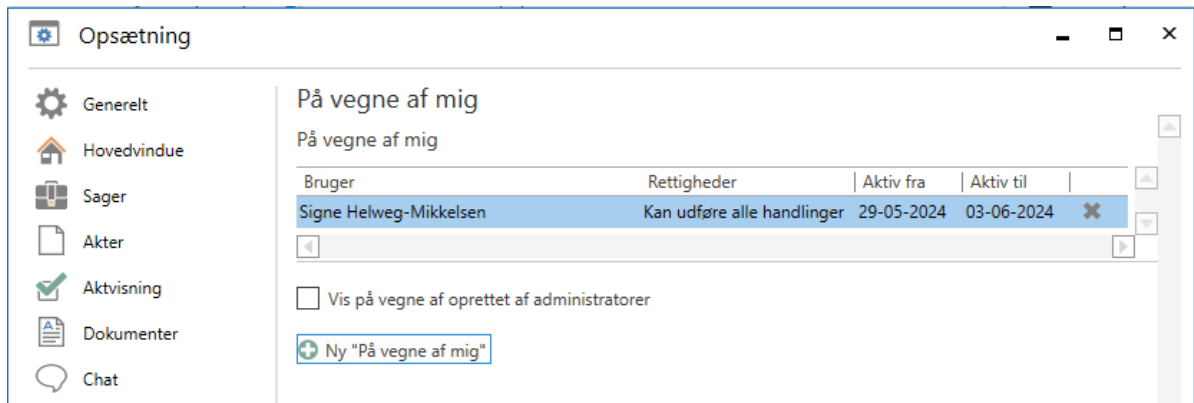 Opsætning
Generelt
Hovedvindue
Sager
Akter
Aktvisning
Dokumenter
Chat
På vegne af mig
På vegne af mig
Bruger Rettigheder Aktiv fra Aktiv til
Signe Helweg-Mikkelsen Kan udføre alle handlinger 29-05-2024 03-06-2024
Vis på vegne af oprettet af administratorer
Ny "På vegne af mig"